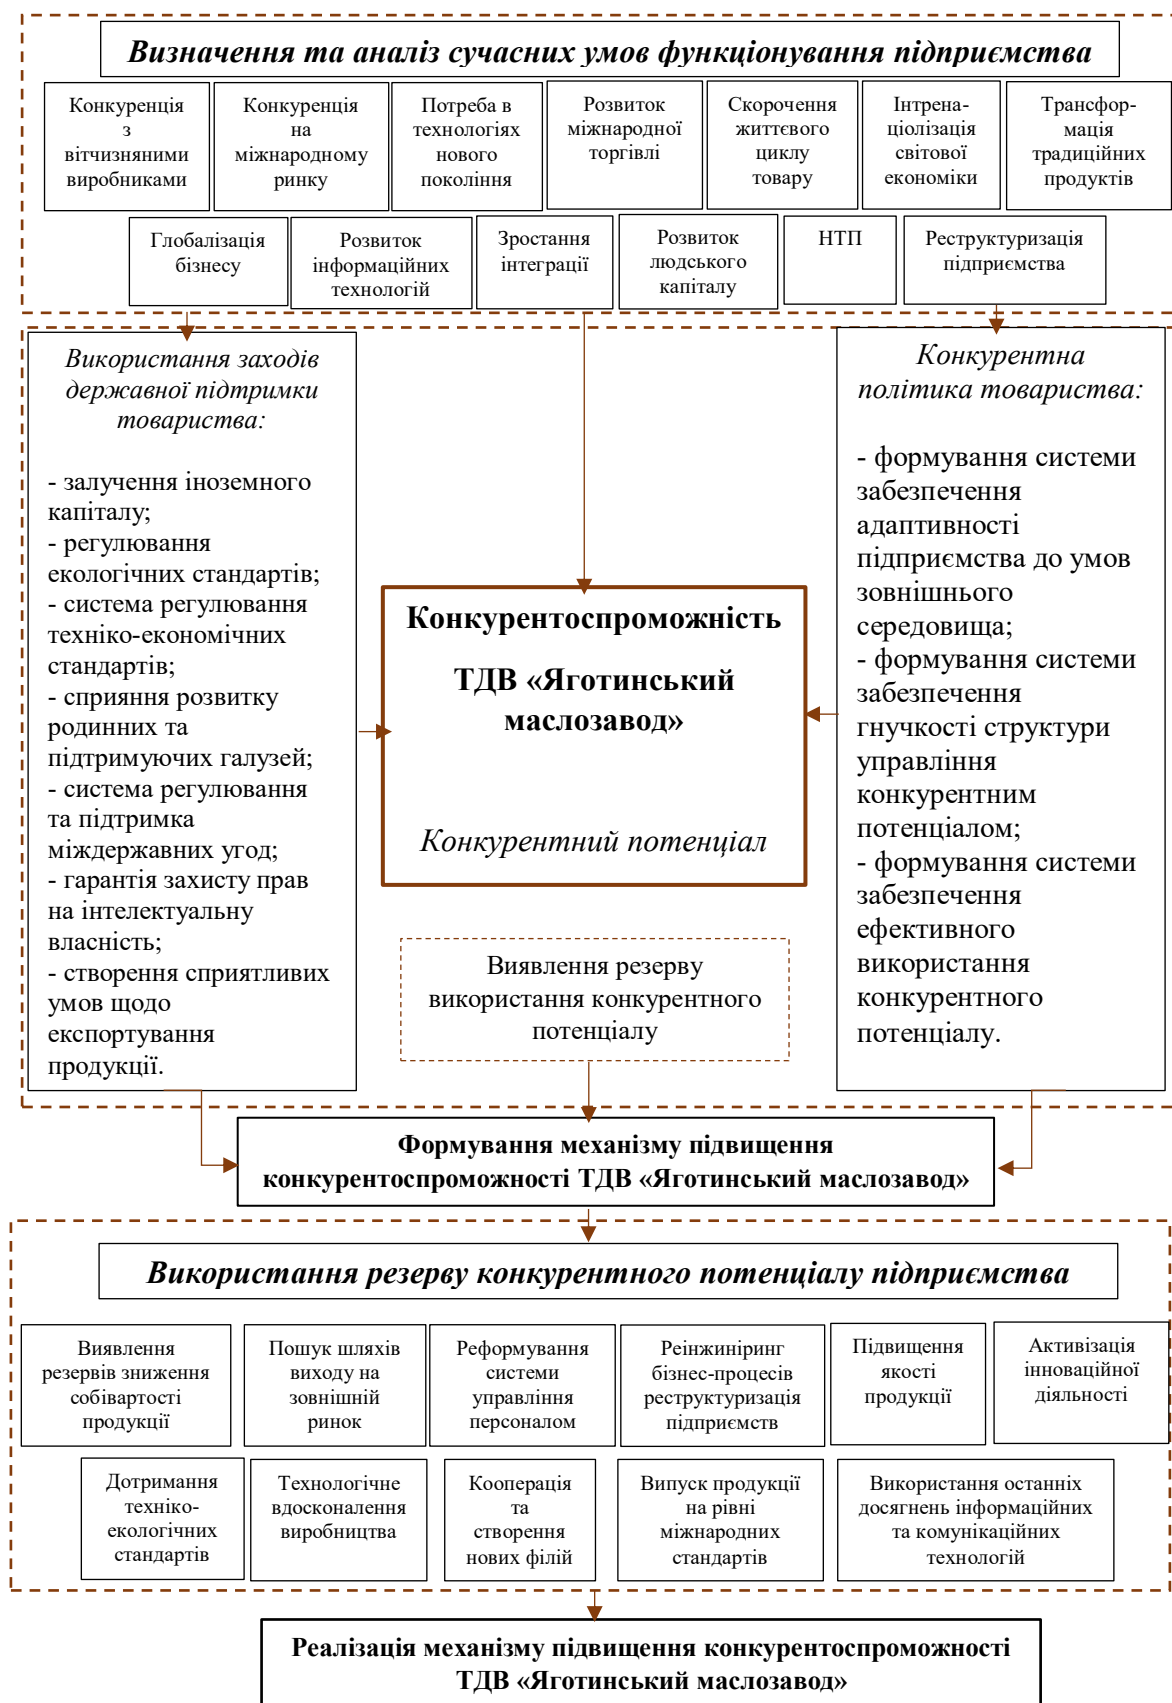 Визначення та аналіз сучасних умов функціонування підприємства
Конкуренція
з
вітчизняними
виробниками
Конкуренція
на
міжнародному
ринку
Потреба в
технологіях
нового
покоління
Розвиток
міжнародної
торгівлі
Скорочення
життєвого
циклу
товару
Інтрена-
ціолізація
світової
економіки
Трансфор-
мація
традиційних
продуктів
Глобалізація
бізнесу
Розвиток
інформаційних
технологій
Зростання
інтеграції
Розвиток
людського
капіталу
НТП
Реструктуризація
підприємства
Використання заходів
державної підтримки
товариства:
- залучення іноземного
капіталу;
- регулювання
екологічних стандартів;
- система регулювання
техніко-економічних
стандартів;
- сприяння розвитку
родинних та
підтримуючих галузей;
- система регулювання
та підтримка
міждержавних угод;
- гарантія захисту прав
на інтелектуальну
власність;
- створення сприятливих
умов щодо
експортування
продукції.
Конкурентоспроможність
ТДВ «Яготинський
маслозавод»
Конкурентний потенціал
Виявлення резерву
використання конкурентного
потенціалу
Конкурентна
політика товариства:
- формування системи
забезпечення
адаптивності
підприємства до умов
зовнішнього
середовища;
- формування системи
забезпечення
гнучкості структури
управління
конкурентним
потенціалом;
- формування системи
забезпечення
ефективного
використання
конкурентного
потенціалу.
Формування механізму підвищення
конкурентоспроможності ТДВ «Яготинський маслозавод»
Використання резерву конкурентного потенціалу підприємства
Виявлення
резервів зниження
собівартості
продукції
Пошук шляхів
виходу на
зовнішній
ринок
Реформування
системи
управління
персоналом
Реінжиніринг
бізнес-процесів
реструктуризація
підприємств
Підвищення
якості
продукції
Активізація
інноваційної
діяльності
Дотримання
техніко-
екологічних
стандартів
Технологічне
вдосконалення
виробництва
Кооперація
та
створення
нових філій
Випуск продукції
на рівні
міжнародних
стандартів
Використання останніх
досягнень інформаційних
та комунікаційних
технологій
Реалізація механізму підвищення конкурентоспроможності
ТДВ «Яготинський маслозавод»